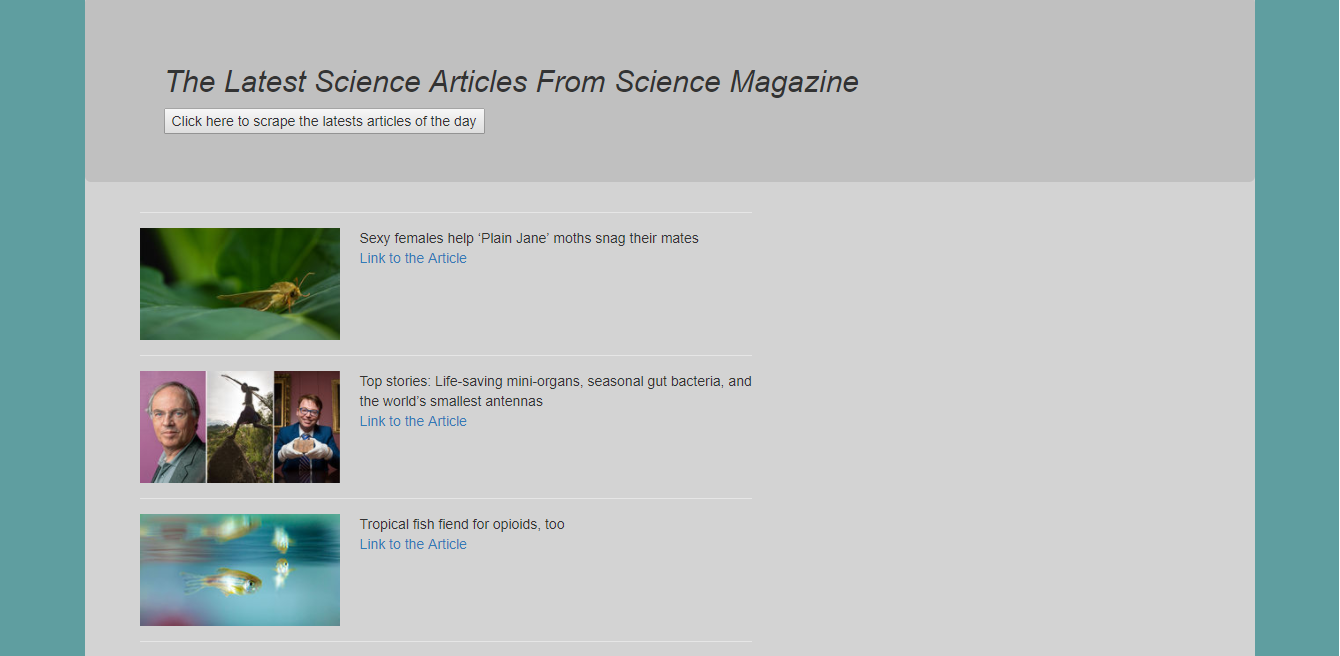 The Latest Science Articles From Science Magazine
Click here to scrape the latests articles of the day
Sexy females help ‘Plain Jane’ moths snag their mates
Link to the Article
Top stories: Life-saving mini-organs, seasonal gut bacteria, and
the world’s smallest antennas
Link to the Article
Tropical fish fiend for opioids, too
Link to the Article